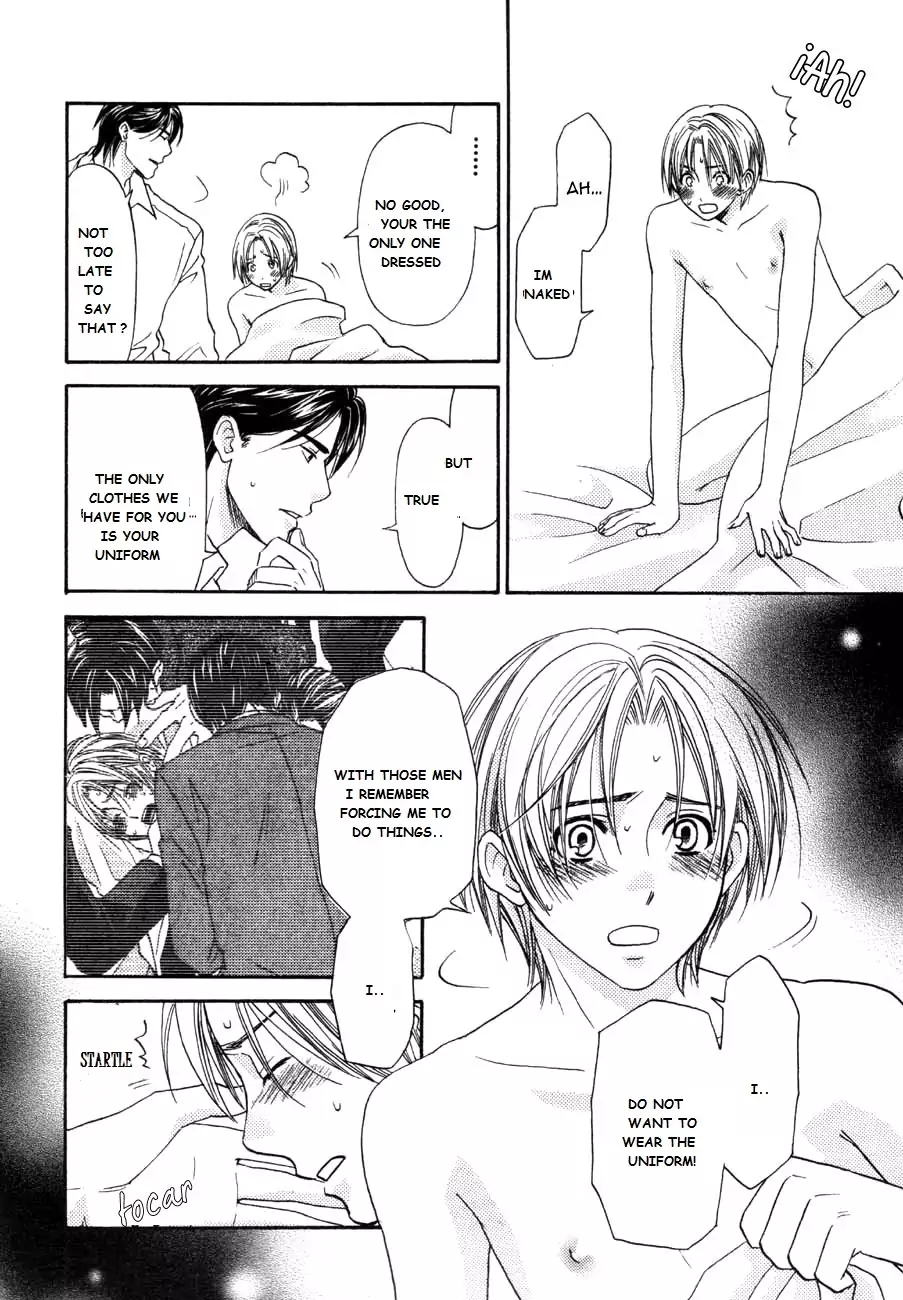 ¡Ah!
AH...
IM
NAKED
......
NO GOOD,
YOUR THE
ONLY ONE
DRESSED
NOT
TOO
LATE
TO
SAY
THAT ?
BUT
TRUE
THE ONLY
CLOTHES WE
HAVE FOR YOU...
IS YOUR
UNIFORM
WITH THOSE MEN
I REMEMBER
FORCING ME TO
DO THINGS..
I..
STARTLE
tocar
I..
DO NOT
WANT TO
WEAR THE
UNIFORM!